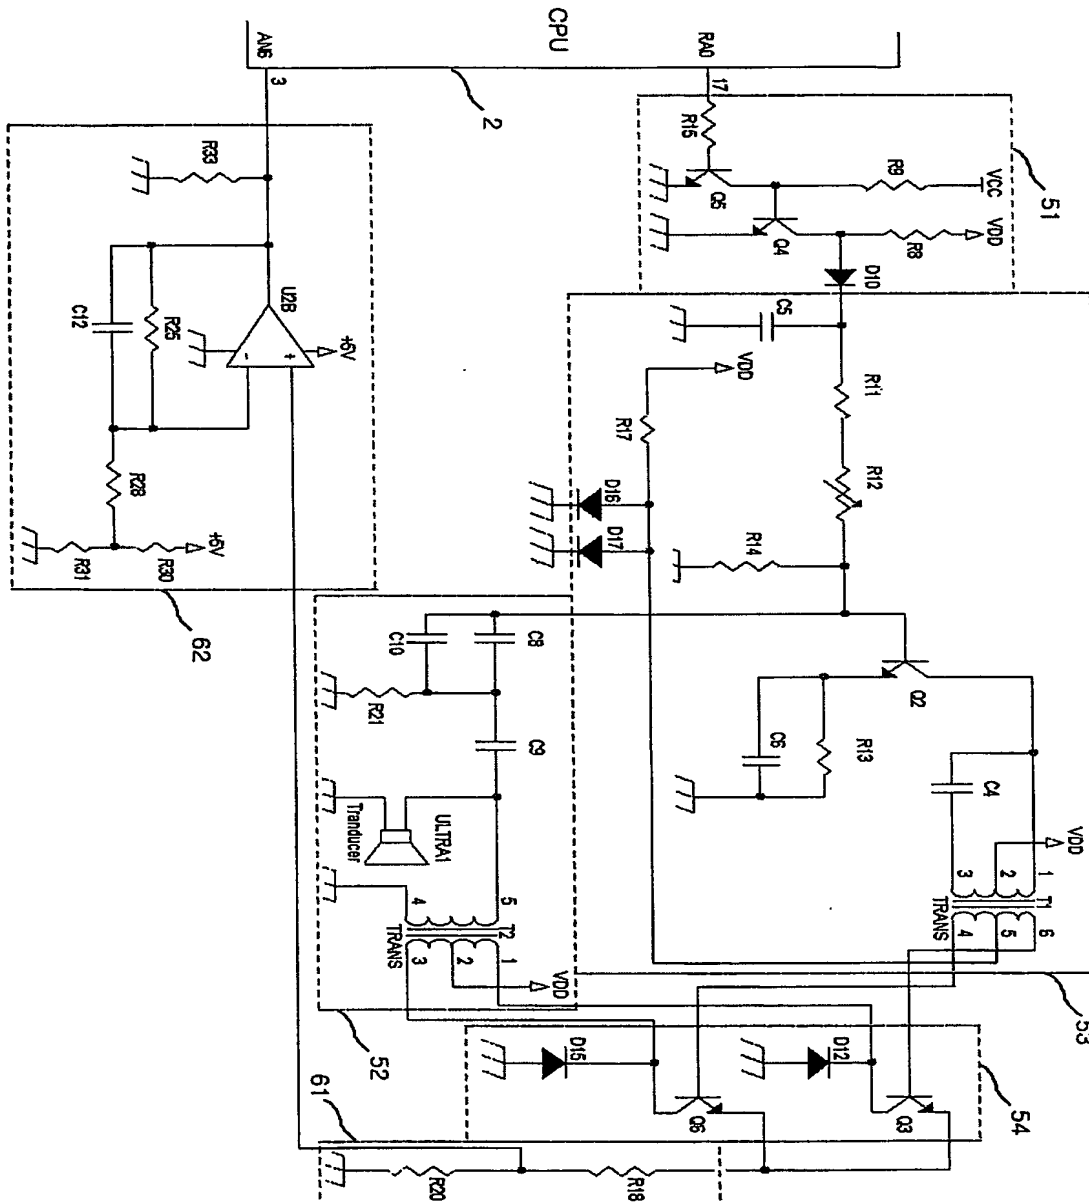 CPU
AN6
RA0
3
17
2
R15
VCC
R9
Q5
51
R33
Q4
R8
VDD
D10
C5
U2B
+5V
C12
R25
VDD
R11
R17
R12
R28
D16
D17
R14
+5V
R31
R30
62
C10
C8
Q2
R21
C9
R13
C6
C4
VDD
ULTRA1
Tranducer
3
2
1
T1
TRANS
4
5
6
4
5
T2
TRANS
3
2
1
VDD
53
52
D15
D12
54
Q6
Q3
61
R20
R18